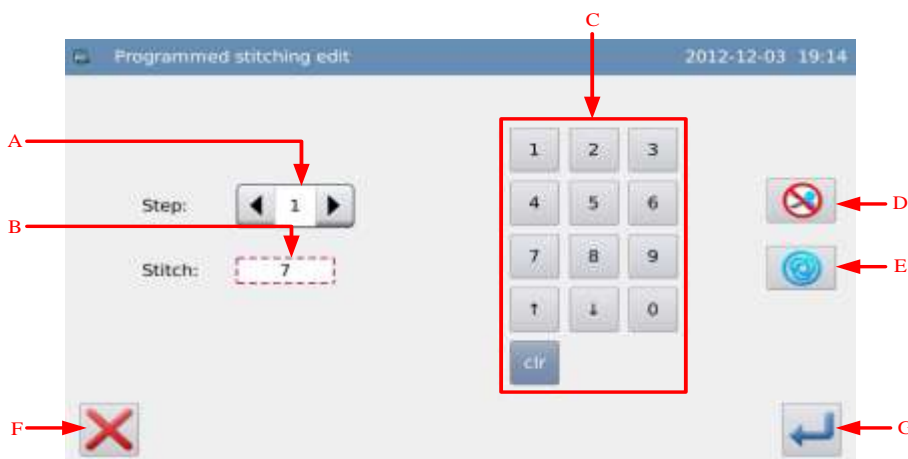 C
Programmed stitching edit 2012-12-03 19:14
A
1 2 3
Step: 1
4 5 6
D
B
Stitch: 7
7 8 9
E
↑ ↓ 0
clr
F